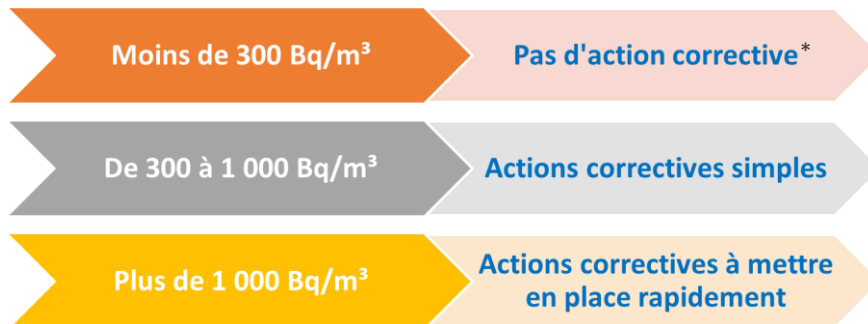 Moins de 300 Bq/m³
Pas d'action corrective*
De 300 à 1 000 Bq/m³
Actions correctives simples
Plus de 1 000 Bq/m³
Actions correctives à mettre
en place rapidement